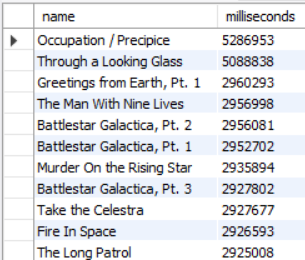 name milliseconds
Occupation / Precipice 5286953
Through a Looking Glass 5088838
Greetings from Earth, Pt. 1 2960293
The Man With Nine Lives 2956998
Battlestar Galactica, Pt. 2 2956081
Battlestar Galactica, Pt. 1 2952702
Murder On the Rising Star 2935894
Battlestar Galactica, Pt. 3 2927802
Take the Celestra 2927677
Fire In Space 2926593
The Long Patrol 2925008